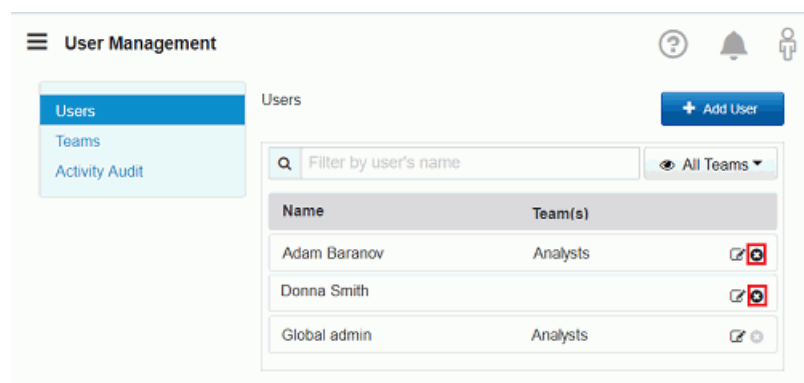 User Management
Users
Teams
Activity Audit
Users
Add User
Filter by user's name
All Teams
Name Team(s)
Adam Baranov Analysts
Donna Smith
Global admin Analysts